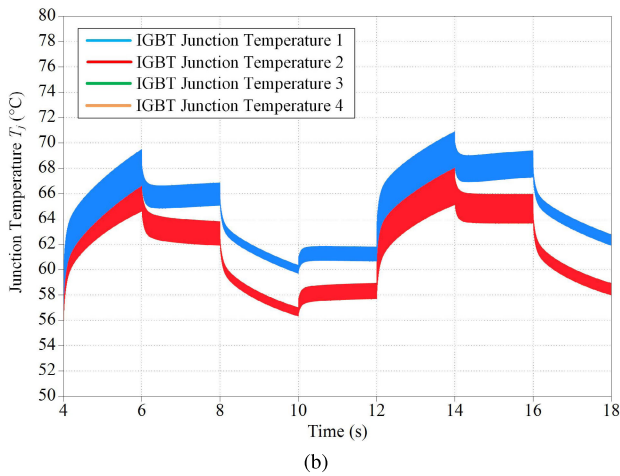 80
78
76
74
72
70
68
66
64
62
60
58
56
54
52
50
Junction Temperature Tj (°C)
IGBT Junction Temperature 1
IGBT Junction Temperature 2
IGBT Junction Temperature 3
IGBT Junction Temperature 4
4 6 8 10 12 14 16 18
Time (s)
(b)